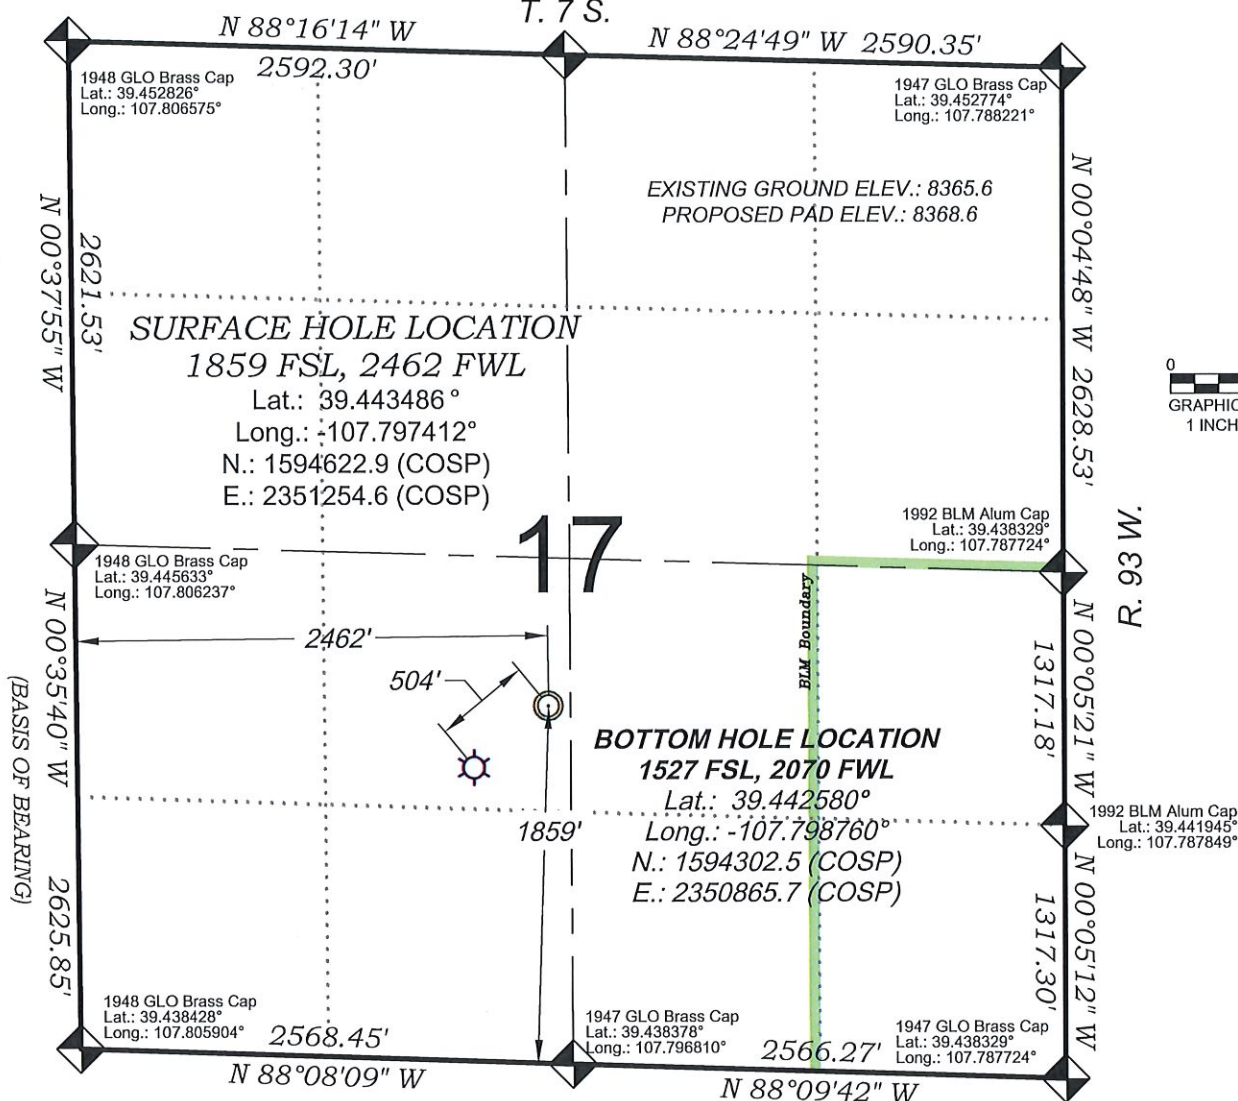 T. 7 S.
N 88°16'14" W
2592.30'
N 88°24'49" W 2590.35'
1948 GLO Brass Cap
Lat.: 39.452826°
Long.: 107.806575°
1947 GLO Brass Cap
Lat.: 39.452774°
Long.: 107.788221°
EXISTING GROUND ELEV.: 8365.6
PROPOSED PAD ELEV.: 8368.6
N 00°37'55" W
2621.53'
N 00°04'48" W 2628.53'
SURFACE HOLE LOCATION
1859 FSL, 2462 FWL
Lat.: 39.443486°
Long.: -107.797412°
N.: 1594622.9 (COSP)
E.: 2351254.6 (COSP)
0
GRAPHIC
1 INCH
17
1992 BLM Alum Cap
Lat.: 39.438329°
Long.: 107.787724°
R. 93 W.
1948 GLO Brass Cap
Lat.: 39.445633°
Long.: 107.806237°
BLM Boundary
2462'
504'
N 00°35'40" W
2625.85'
(BASIS OF BEARING)
N 00°05'21" W
1317.18'
BOTTOM HOLE LOCATION
1527 FSL, 2070 FWL
Lat.: 39.442580°
Long.: -107.798760°
N.: 1594302.5 (COSP)
E.: 2350865.7 (COSP)
1859'
1992 BLM Alum Cap
Lat.: 39.441945°
Long.: 107.787849°
N 00°05'12" W
1317.30'
1948 GLO Brass Cap
Lat.: 39.438428°
Long.: 107.805904°
2568.45'
N 88°08'09" W
1947 GLO Brass Cap
Lat.: 39.438378°
Long.: 107.796810°
2566.27'
N 88°09'42" W
1947 GLO Brass Cap
Lat.: 39.438329°
Long.: 107.787724°